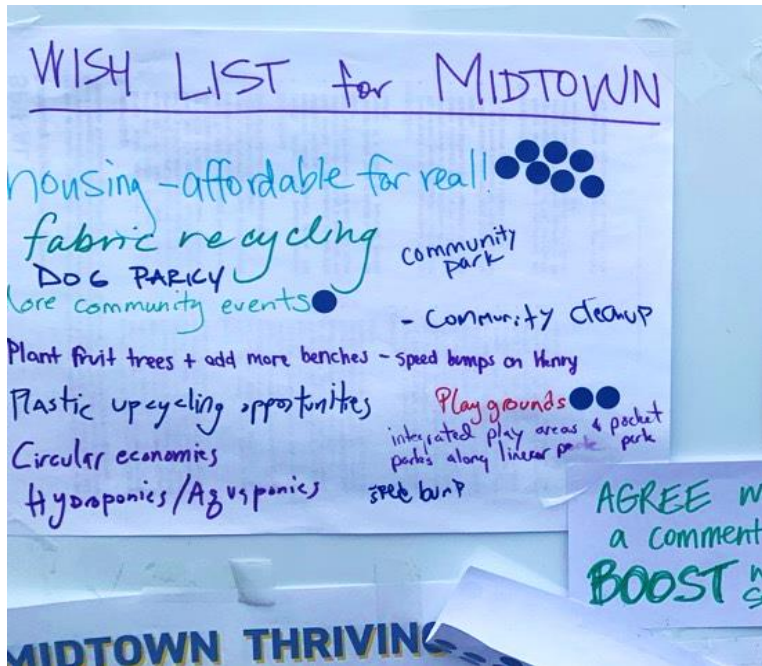 WISH LIST for MIDTOWN
housing - affordable for real!
fabric recycling
community
park
DOG PARK
ore community events
- Community cleanup
Plant fruit trees + add more benches - speed bumps on Henry
Plastic upcycling opportunities
Playgrounds
integrated play areas & pocket
parks along linear park
park
Circular economies
Hydroponics/Aquaponics
speed bump
AGREE w
a comment
BOOST
MIDTOWN THRIVING